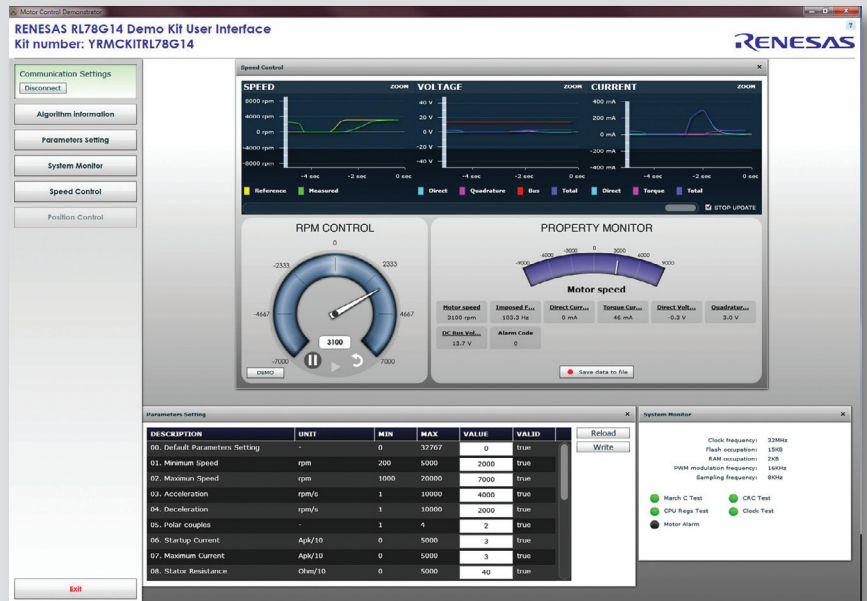 Motor Control Demonstrator
RENESAS RL78G14 Demo Kit User Interface
Kit number: YRMCKITRL78G14
?
RENESAS
Communication Settings
Disconnect
Algorithm Information
Parameters Setting
System Monitor
Speed Control
Position Control
Exit
Speed Control
SPEED ZOOM VOLTAGE ZOOM CURRENT ZOOM
8000 rpm
4000 rpm
0 rpm
-4000 rpm
-8000 rpm
-4 sec -2 sec 0 sec
Reference Measured
40 V
20 V
0 V
-20 V
-40 V
-4 sec -2 sec 0 sec
Direct Quadrature Bus Total
400 mA
200 mA
0 mA
-200 mA
-400 mA
-4 sec -2 sec 0 sec
Direct Torque Total
STOP UPDATE
RPM CONTROL
0
-2333 2333
-4667 4667
-7000 7000
3100
DEMO
PROPERTY MONITOR
-9000 -6000 -3000 0 3000 6000 9000
Motor speed
Motor speed Imposed F... Direct Curr... Torque Cur... Direct Volt... Quadratur...
3100 rpm 103.3 Hz 0 mA 46 mA -0.3 V 3.0 V
DC Bus Vol... Alarm Code
13.7 V 0
Save data to file
Parameters Setting
DESCRIPTION UNIT MIN MAX VALUE VALID
00. Default Parameters Setting - 0 32767 0 true
01. Minimum Speed rpm 200 5000 2000 true
02. Maximun Speed rpm 1000 20000 7000 true
03. Acceleration rpm/s 1 10000 4000 true
04. Deceleration rpm/s 1 10000 2000 true
05. Polar couples - 1 4 2 true
06. Startup Current Apk/10 0 5000 3 true
07. Maximum Current Apk/10 0 5000 3 true
08. Stator Resistance Ohm/10 0 5000 40 true
Reload
Write
System Monitor
Clock frequency: 32MHz
Flash occupation: 15KB
RAM occupation: 2KB
PWM modulation frequency: 16KHz
Sampling frequency: 8KHz
March C Test CRC Test
CPU Regs Test Clock Test
Motor Alarm